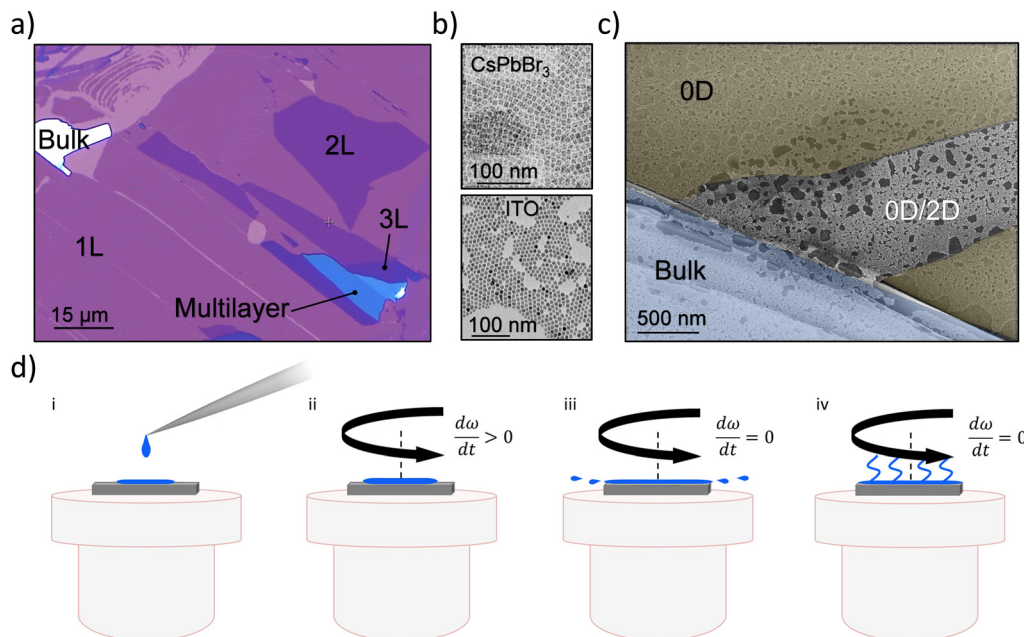 a)
Bulk
2L
1L
3L
Multilayer
15 µm
b)
CsPbBr₃
100 nm
ITO
100 nm
c)
0D
0D/2D
Bulk
500 nm
d)
i
ii
dω/dt > 0
iii
dω/dt = 0
iv
dω/dt = 0